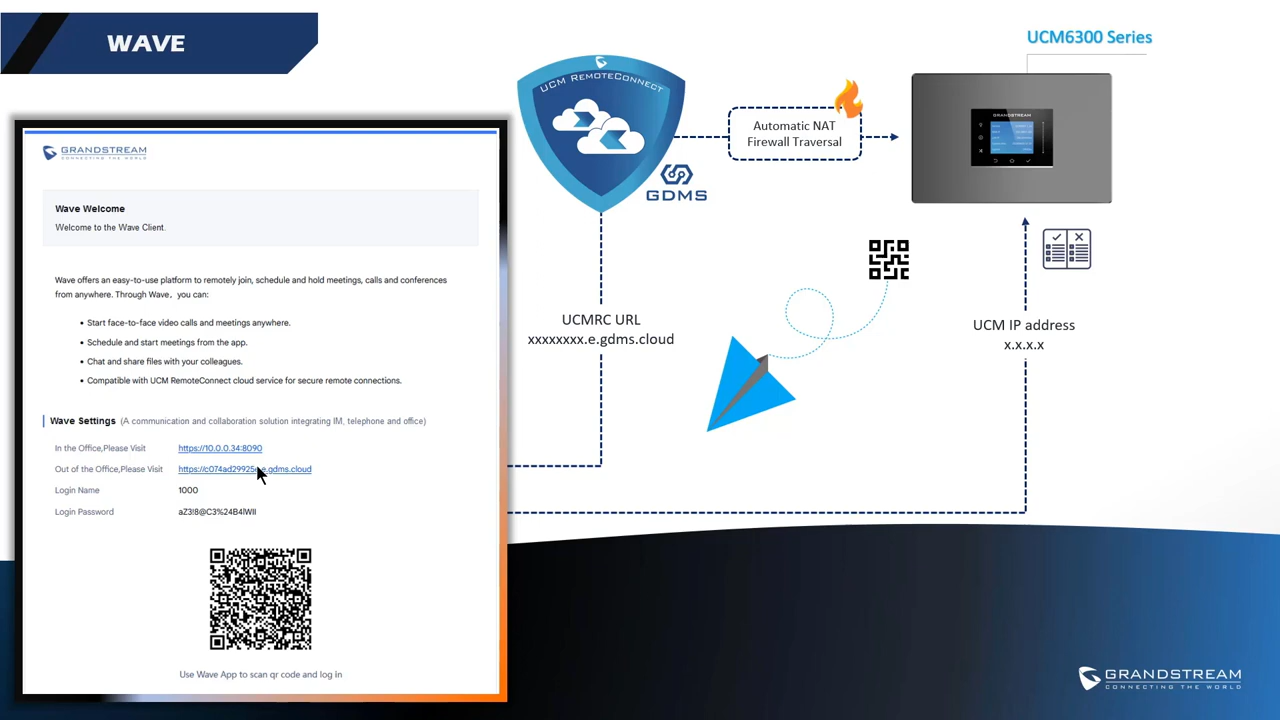 WAVE
GRANDSTREAM
CONNECTING THE WORLD
Wave Welcome
Welcome to the Wave Client.
Wave offers an easy-to-use platform to remotely join, schedule and hold meetings, calls and conferences
from anywhere. Through Wave, you can:
• Start face-to-face video calls and meetings anywhere.
• Schedule and start meetings from the app.
• Chat and share files with your colleagues.
• Compatible with UCM RemoteConnect cloud service for secure remote connections.
Wave Settings (A communication and collaboration solution integrating IM, telephone and office)
In the Office,Please Visit https://10.0.0.34:8090
Out of the Office,Please Visit e.gdms.cloud
Login Name 1000
Login Password
Use Wave App to scan qr code and log in
UCM REMOTECONNECT
GDMS
Automatic NAT
Firewall Traversal
UCM6300 Series
GRANDSTREAM
UCMRC URL
xxxxxxxx.e.gdms.cloud
UCM IP address
x.x.x.x
GRANDSTREAM
CONNECTING THE WORLD